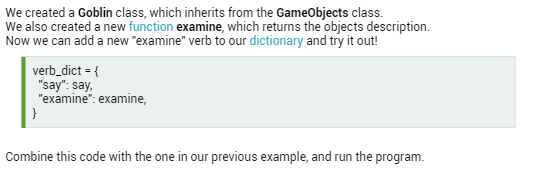 We created a Goblin class, which inherits from the GameObjects class.
We also created a new function examine, which returns the objects description.
Now we can add a new "examine" verb to our dictionary and try it out!
verb_dict = {
"say": say,
"examine": examine,
}
Combine this code with the one in our previous example, and run the program.